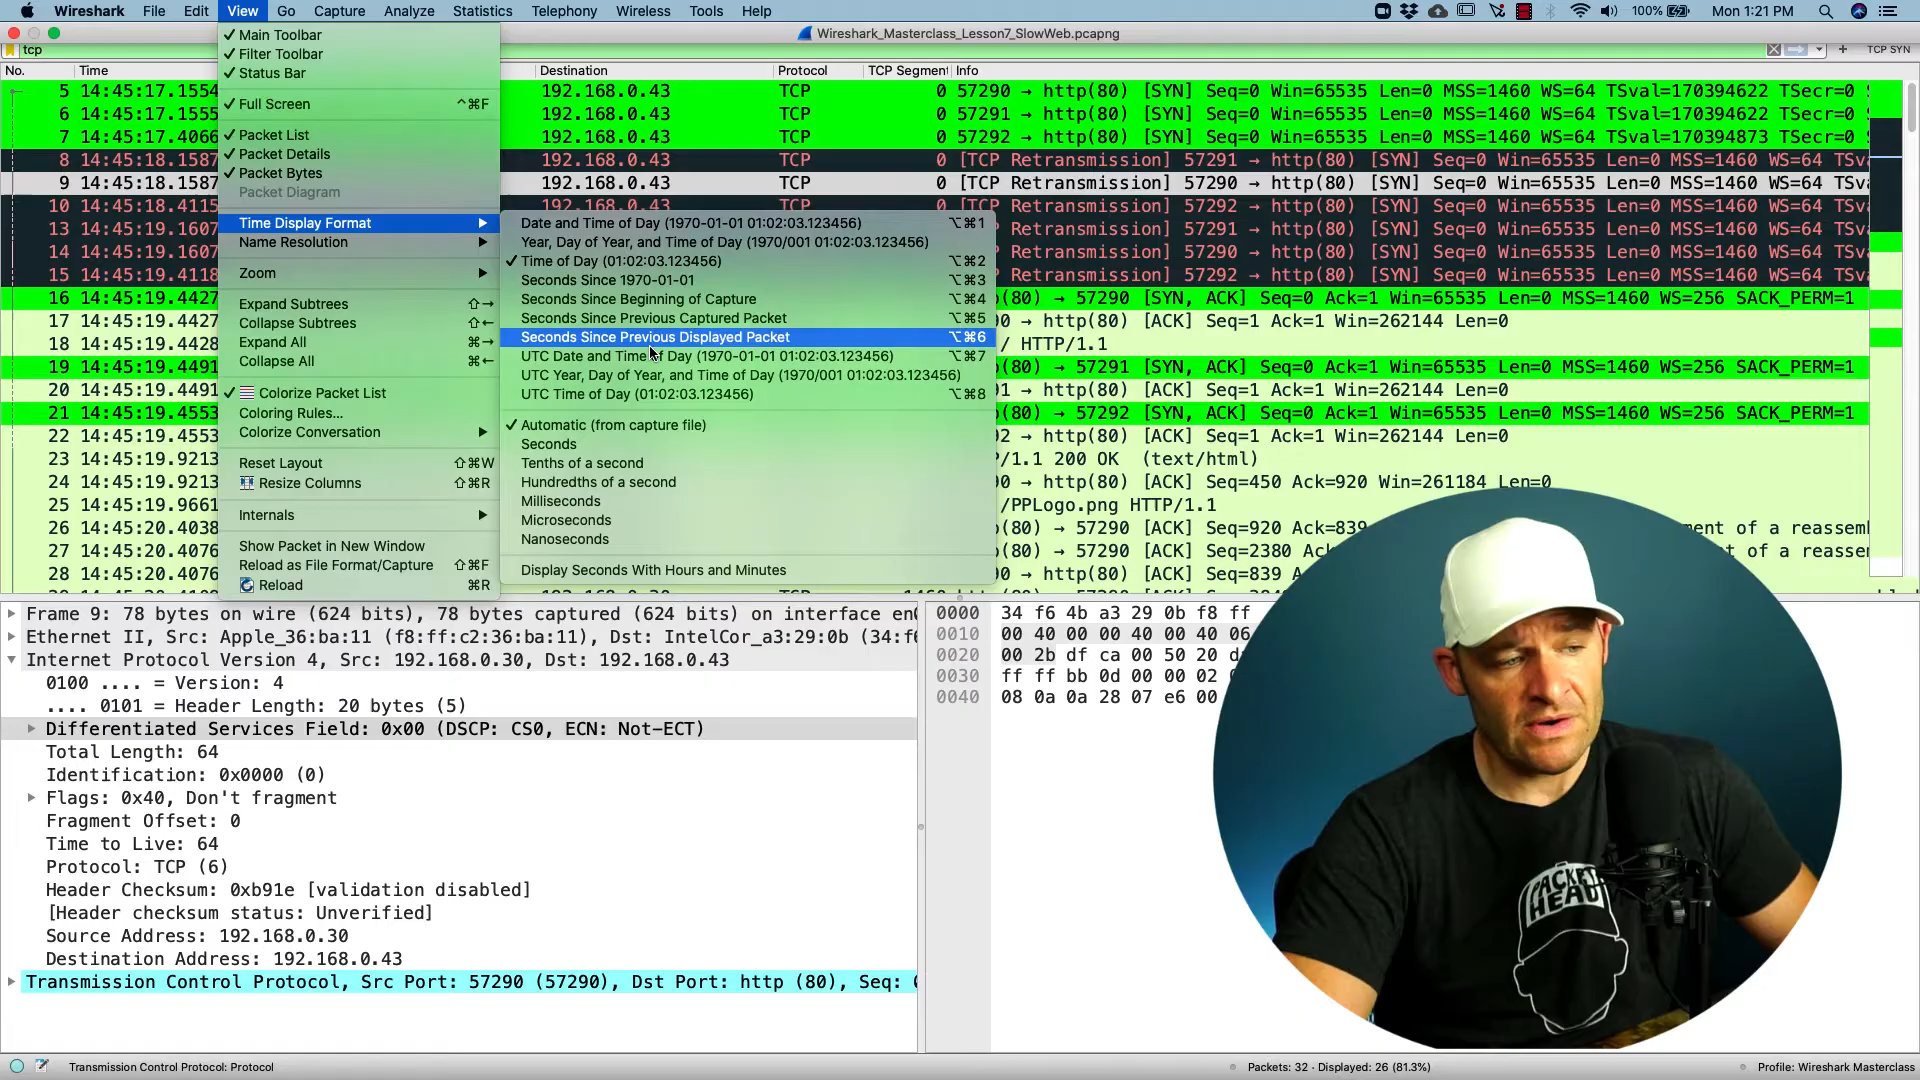 Wireshark File Edit View Go Capture Analyze Statistics Telephony Wireless Tools Help 100% Mon 1:21 PM
Wireshark_Masterclass_Lesson7_SlowWeb.pcapng
tcp + TCP SYN
No. Time Destination Protocol TCP Segment Info
5 14:45:17.1554 192.168.0.43 TCP 0 57290 → http(80) [SYN] Seq=0 Win=65535 Len=0 MSS=1460 WS=64 TSval=170394622 TSecr=0
6 14:45:17.1555 192.168.0.43 TCP 0 57291 → http(80) [SYN] Seq=0 Win=65535 Len=0 MSS=1460 WS=64 TSval=170394622 TSecr=0
7 14:45:17.4066 192.168.0.43 TCP 0 57292 → http(80) [SYN] Seq=0 Win=65535 Len=0 MSS=1460 WS=64 TSval=170394873 TSecr=0
8 14:45:18.1587 192.168.0.43 TCP 0 [TCP Retransmission] 57291 → http(80) [SYN] Seq=0 Win=65535 Len=0 MSS=1460 WS=64
9 14:45:18.1587 192.168.0.43 TCP 0 [TCP Retransmission] 57290 → http(80) [SYN] Seq=0 Win=65535 Len=0 MSS=1460 WS=64
10 14:45:18.4115 192.168.0.43 TCP 0 [TCP Retransmission] 57292 → http(80) [SYN] Seq=0 Win=65535 Len=0 MSS=1460 WS=64
13 14:45:19.1607 Retransmission] 57291 → http(80) [SYN] Seq=0 Win=65535 Len=0 MSS=1460 WS=64
14 14:45:19.1607 Retransmission] 57290 → http(80) [SYN] Seq=0 Win=65535 Len=0 MSS=1460 WS=64
15 14:45:19.4118 Retransmission] 57292 → http(80) [SYN] Seq=0 Win=65535 Len=0 MSS=1460 WS=64
16 14:45:19.4427 (80) → 57290 [SYN, ACK] Seq=0 Ack=1 Win=65535 Len=0 MSS=1460 WS=256 SACK_PERM=1
17 14:45:19.4427 → http(80) [ACK] Seq=1 Ack=1 Win=262144 Len=0
18 14:45:19.4428 / HTTP/1.1
19 14:45:19.4491 (80) → 57291 [SYN, ACK] Seq=0 Ack=1 Win=65535 Len=0 MSS=1460 WS=256 SACK_PERM=1
20 14:45:19.4491 → http(80) [ACK] Seq=1 Ack=1 Win=262144 Len=0
21 14:45:19.4553 (80) → 57292 [SYN, ACK] Seq=0 Ack=1 Win=65535 Len=0 MSS=1460 WS=256 SACK_PERM=1
22 14:45:19.4553 → http(80) [ACK] Seq=1 Ack=1 Win=262144 Len=0
23 14:45:19.9213 /1.1 200 OK (text/html)
24 14:45:19.9213 → http(80) [ACK] Seq=450 Ack=920 Win=261184 Len=0
25 14:45:19.9661 /PPLogo.png HTTP/1.1
26 14:45:20.4038 (80) → 57290 [ACK] Seq=920 Ack=839 of a
27 14:45:20.4076 (80) → 57290 [ACK] Seq=2380 Ack=839 of a
28 14:45:20.4076 → http(80) [ACK] Seq=839
Main Toolbar
Filter Toolbar
Status Bar
Full Screen ^⌘F
Packet List
Packet Details
Packet Bytes
Packet Diagram
Time Display Format
Name Resolution
Zoom
Expand Subtrees ⇧→
Collapse Subtrees ⇧←
Expand All ⌘→
Collapse All ⌘←
Colorize Packet List
Coloring Rules...
Colorize Conversation
Reset Layout ⇧⌘W
Resize Columns ⇧⌘R
Internals
Show Packet in New Window
Reload as File Format/Capture ⇧⌘F
Reload ⌘R
Date and Time of Day (1970-01-01 01:02:03.123456) ⌥⌘1
Year, Day of Year, and Time of Day (1970/001 01:02:03.123456)
Time of Day (01:02:03.123456) ⌥⌘2
Seconds Since 1970-01-01 ⌥⌘3
Seconds Since Beginning of Capture ⌥⌘4
Seconds Since Previous Captured Packet ⌥⌘5
Seconds Since Previous Displayed Packet ⌥⌘6
UTC Date and Time of Day (1970-01-01 01:02:03.123456) ⌥⌘7
UTC Year, Day of Year, and Time of Day (1970/001 01:02:03.123456)
UTC Time of Day (01:02:03.123456) ⌥⌘8
Automatic (from capture file)
Seconds
Tenths of a second
Hundredths of a second
Milliseconds
Microseconds
Nanoseconds
Display Seconds With Hours and Minutes
Frame 9: 78 bytes on wire (624 bits), 78 bytes captured (624 bits) on interface
Ethernet II, Src: Apple_36:ba:11 (f8:ff:c2:36:ba:11), Dst: IntelCor_a3:29:0b
Internet Protocol Version 4, Src: 192.168.0.30, Dst: 192.168.0.43
0100 .... = Version: 4
.... 0101 = Header Length: 20 bytes (5)
Differentiated Services Field: 0x00 (DSCP: CS0, ECN: Not-ECT)
Total Length: 64
Identification: 0x0000 (0)
Flags: 0x40, Don't fragment
Fragment Offset: 0
Time to Live: 64
Protocol: TCP (6)
Header Checksum: 0xb91e [validation disabled]
[Header checksum status: Unverified]
Source Address: 192.168.0.30
Destination Address: 192.168.0.43
Transmission Control Protocol, Src Port: 57290 (57290), Dst Port: http (80), Seq:
0000 34 f6 4b a3 29 0b f8 ff
0010 00 40 00 00 40 00 40 06
0020 00 2b df ca 00 50 20
0030 ff ff bb 0d 00 00 02
0040 08 0a 0a 28 07 e6 00
PACKET HEAD
Transmission Control Protocol: Protocol
Packets: 32 · Displayed: 26 (81.3%)
Profile: Wireshark Masterclass